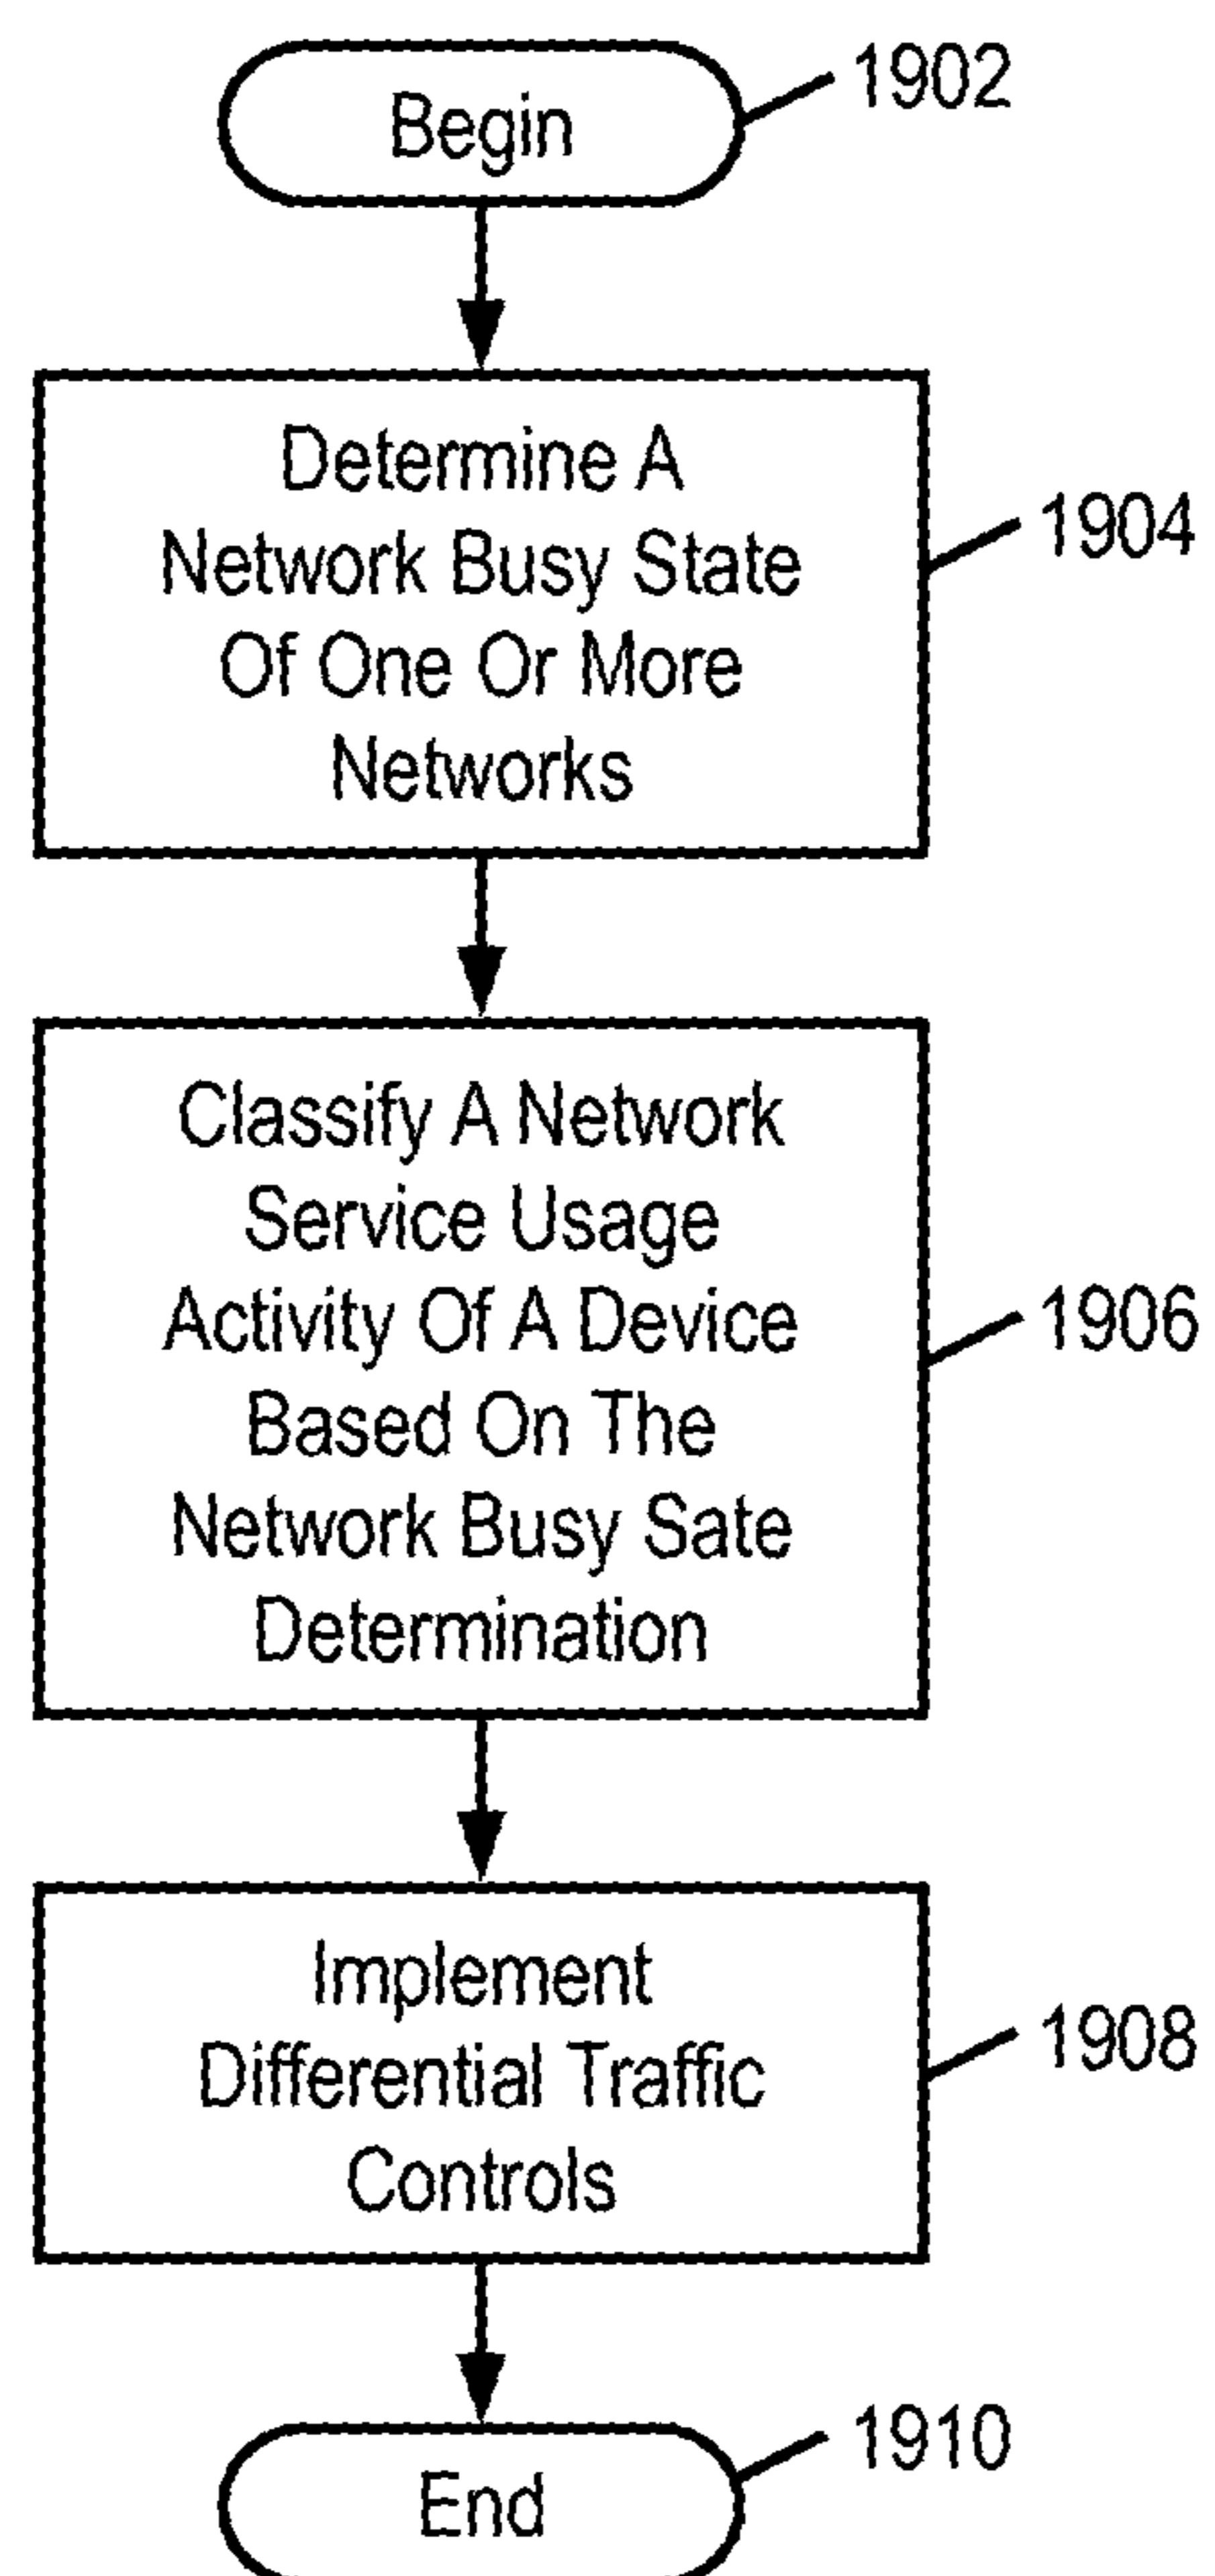 Begin
1902
Determine A
Network Busy State
Of One Or More
Networks
1904
Classify A Network
Service Usage
Activity Of A Device
Based On The
Network Busy Sate
Determination
1906
Implement
Differential Traffic
Controls
1908
End
1910